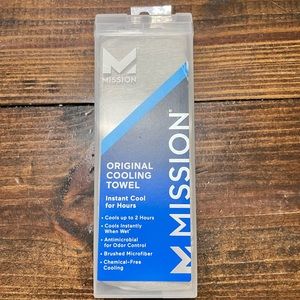 MISSION
ORIGINAL
COOLING
TOWEL
Instant Cool
for Hours
• Cools up to 2 Hours
• Cools Instantly
When Wet
• Antimicrobial
for Odor Control
• Brushed Microfiber
• Chemical-Free
Cooling
MISSION